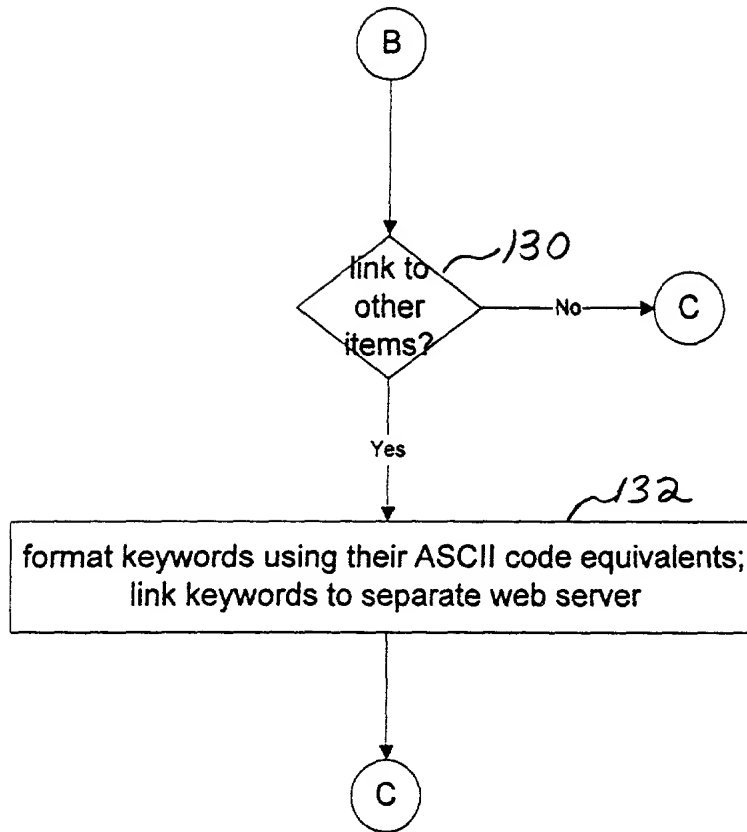 B
130
link to
other
items?
No
C
Yes
132
format keywords using their ASCII code equivalents;
link keywords to separate web server
C